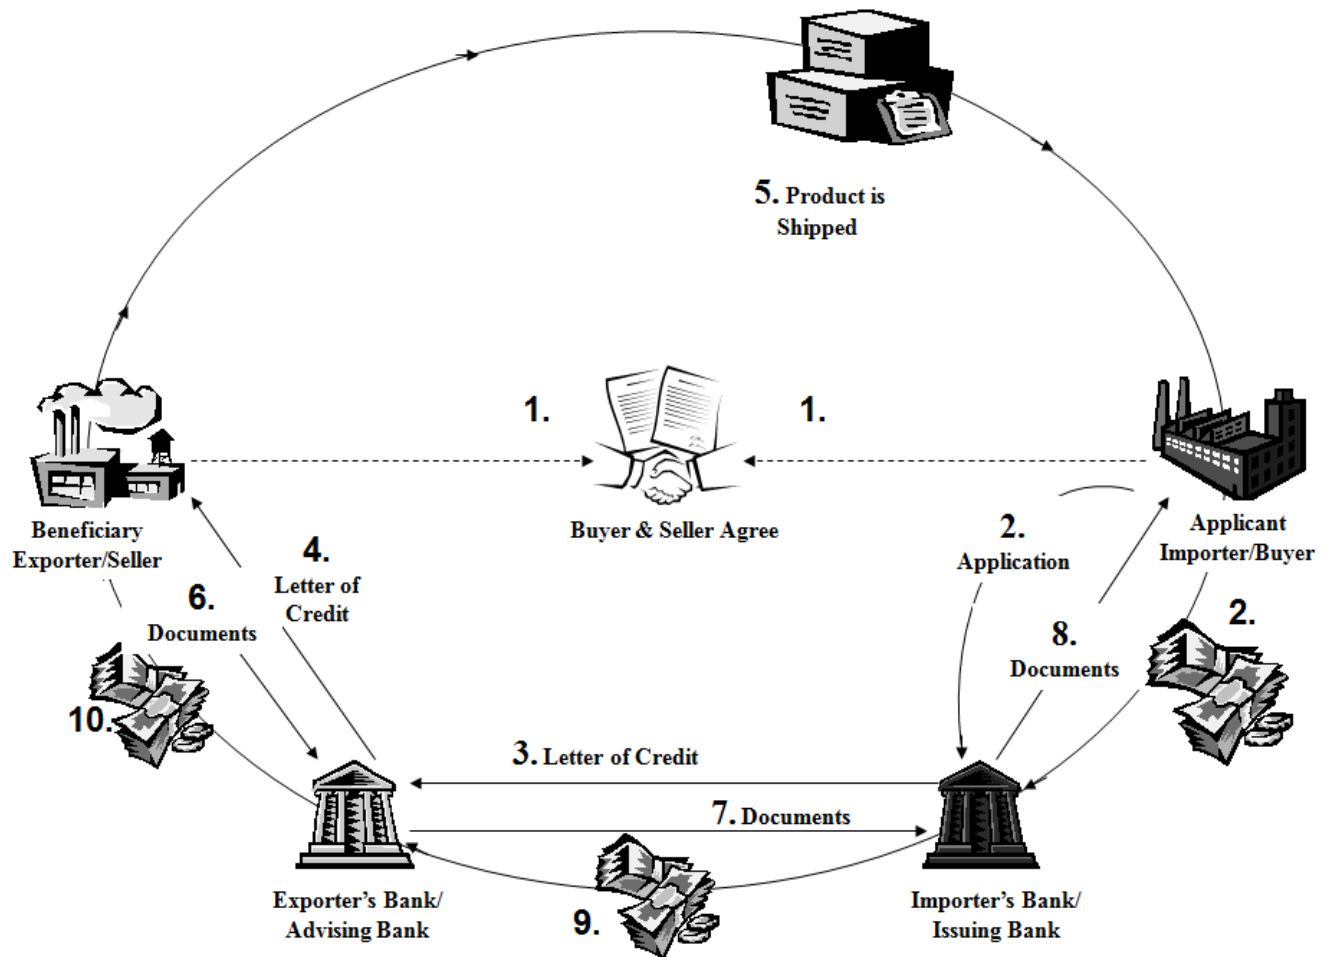 5. Product is
Shipped
1.
1.
Buyer & Seller Agree
Beneficiary
Exporter/Seller
Applicant
Importer/Buyer
2.
Application
4.
Letter of
Credit
6.
Documents
2.
8.
Documents
10.
3. Letter of Credit
7. Documents
9.
Exporter's Bank/
Advising Bank
Importer's Bank/
Issuing Bank